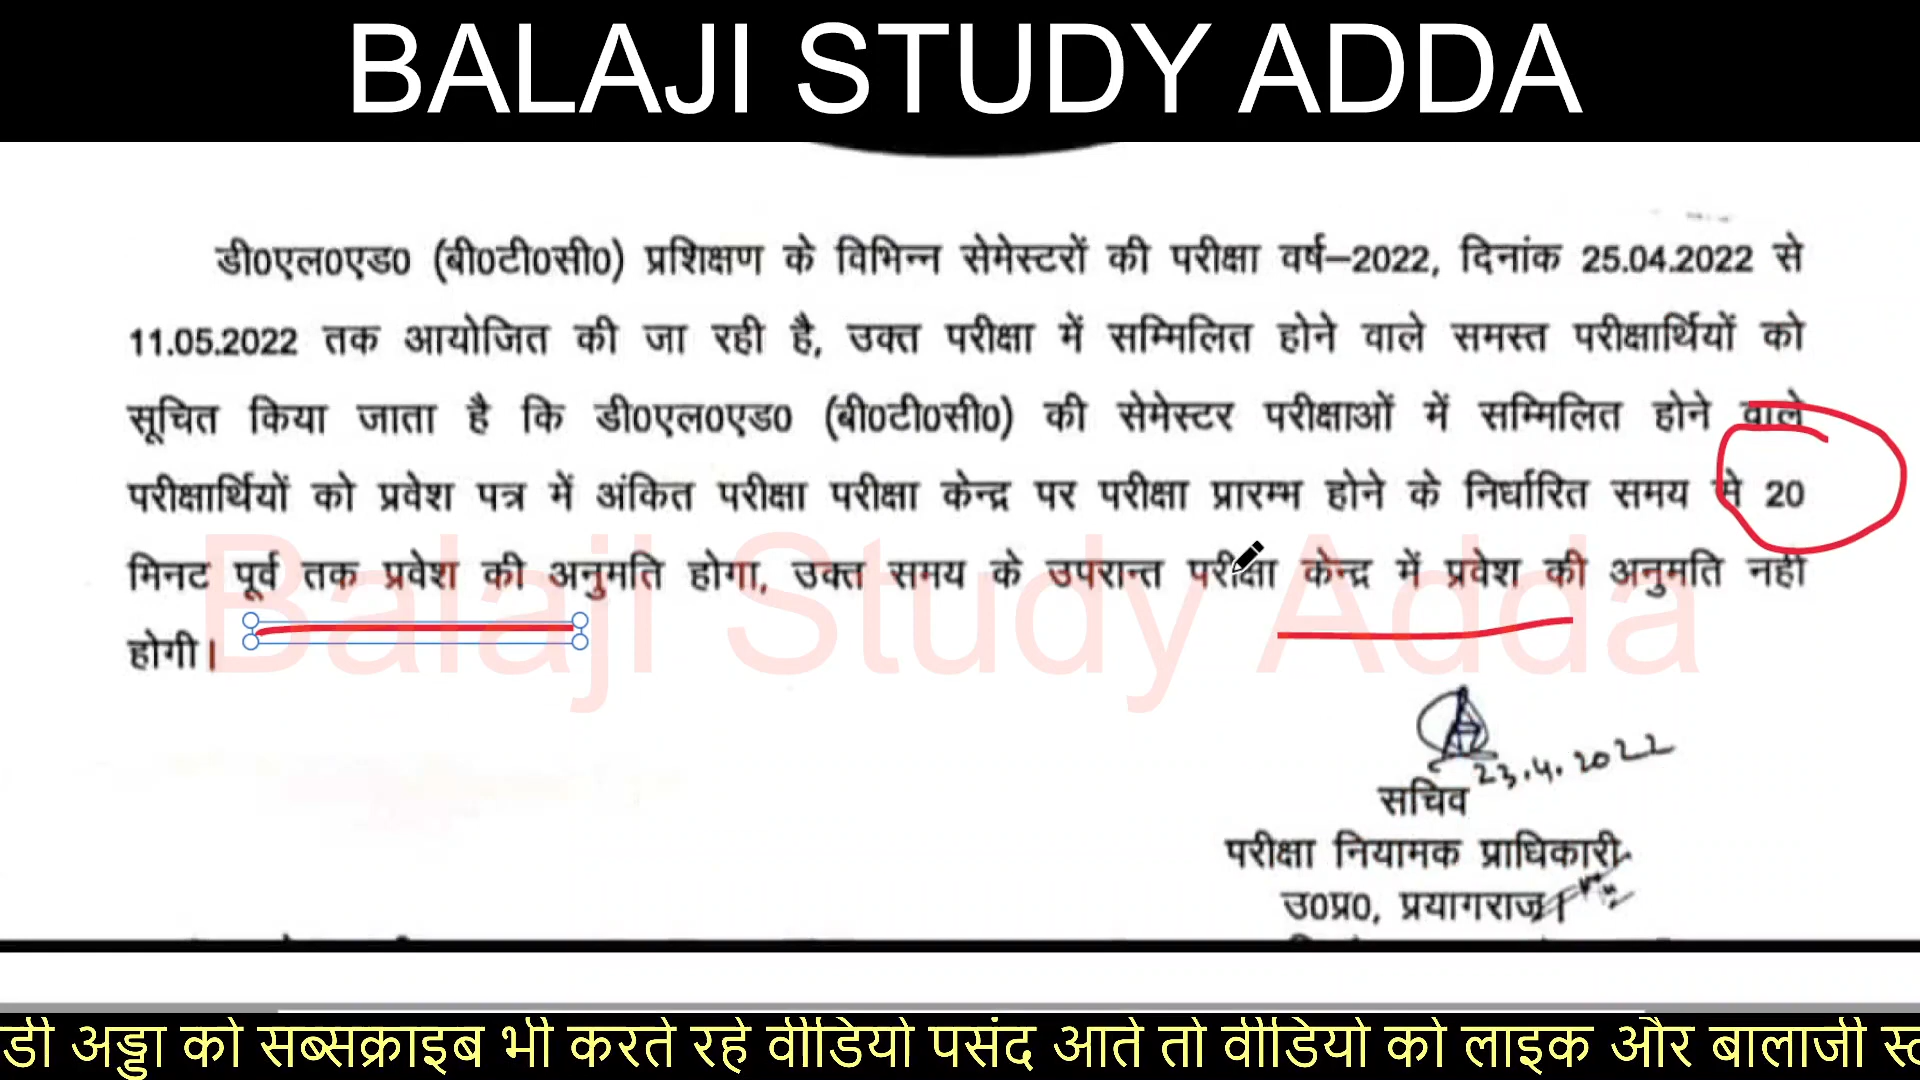 BALAJI STUDY ADDA
डी0एल0एड0 (बी0टी0सी0) प्रशिक्षण के विभिन्न सेमेस्टरों की परीक्षा वर्ष–2022, दिनांक 25.04.2022 से
11.05.2022 तक आयोजित की जा रही है, उक्त परीक्षा में सम्मिलित होने वाले समस्त परीक्षार्थियों को
सूचित किया जाता है कि डी0एल0एड0 (बी0टी0सी0) की सेमेस्टर परीक्षाओं में सम्मिलित होने वाले
परीक्षार्थियों को प्रवेश पत्र में अंकित परीक्षा परीक्षा केन्द्र पर परीक्षा प्रारम्भ होने के निर्धारित समय से 20
मिनट पूर्व तक प्रवेश की अनुमति होगा, उक्त समय के उपरान्त परीक्षा केन्द्र में प्रवेश की अनुमति नही
होगी।
Balaji Study Adda
23.4.2022
सचिव
परीक्षा नियामक प्राधिकारी
उ0प्र0, प्रयागराज।
डी अड्डा को सब्सक्राइब भी करते रहे वीडियो पसंद आते तो वीडियो को लाइक और बालाजी